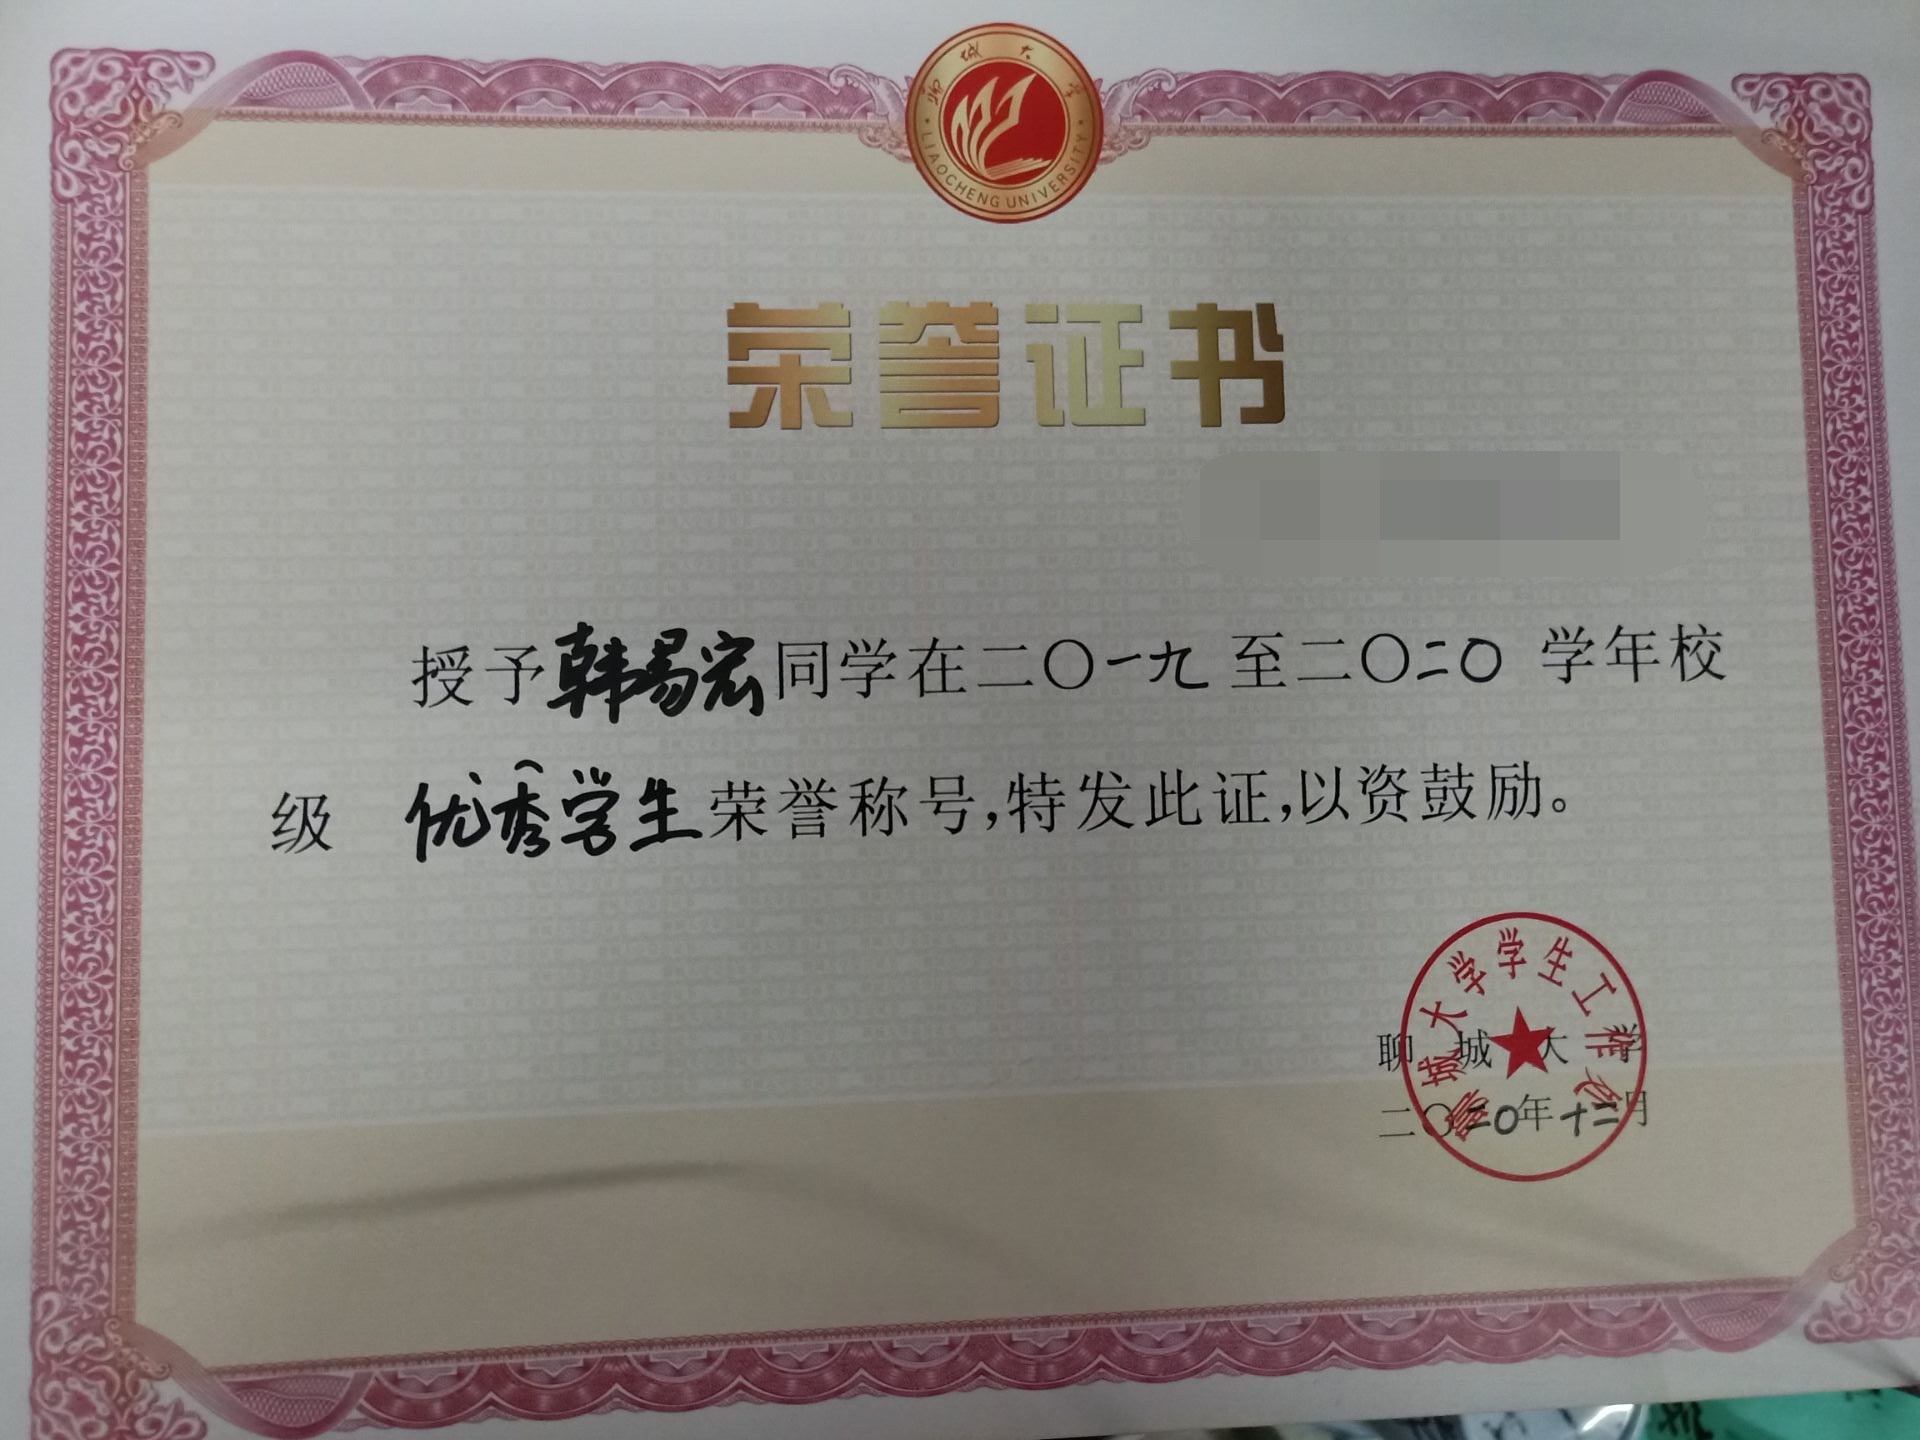 聊城大学
LIAOCHENG UNIVERSITY
荣誉证书
授予韩易宏同学在二〇一九至二〇二〇学年校
级 优秀学生荣誉称号,特发此证,以资鼓励。
聊城大学学生工作处
聊城大学
二〇二〇年十二月